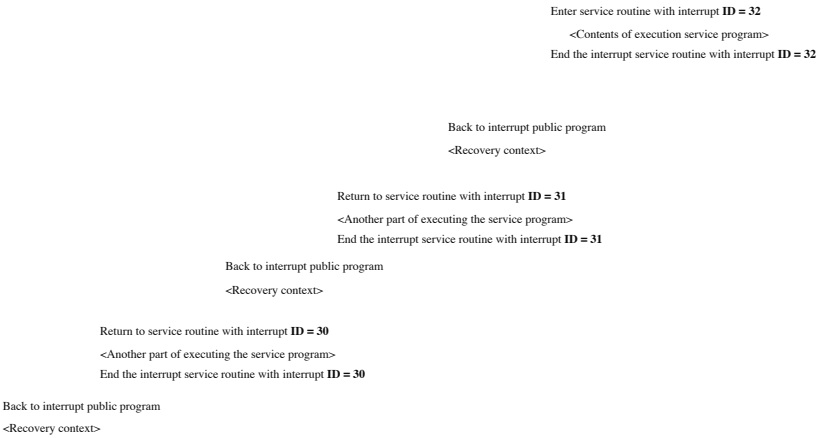 Enter service routine with interrupt ID = 32
<Contents of execution service program>
End the interrupt service routine with interrupt ID = 32
Back to interrupt public program
<Recovery context>
Return to service routine with interrupt ID = 31
<Another part of executing the service program>
End the interrupt service routine with interrupt ID = 31
Back to interrupt public program
<Recovery context>
Return to service routine with interrupt ID = 30
<Another part of executing the service program>
End the interrupt service routine with interrupt ID = 30
Back to interrupt public program
<Recovery context>